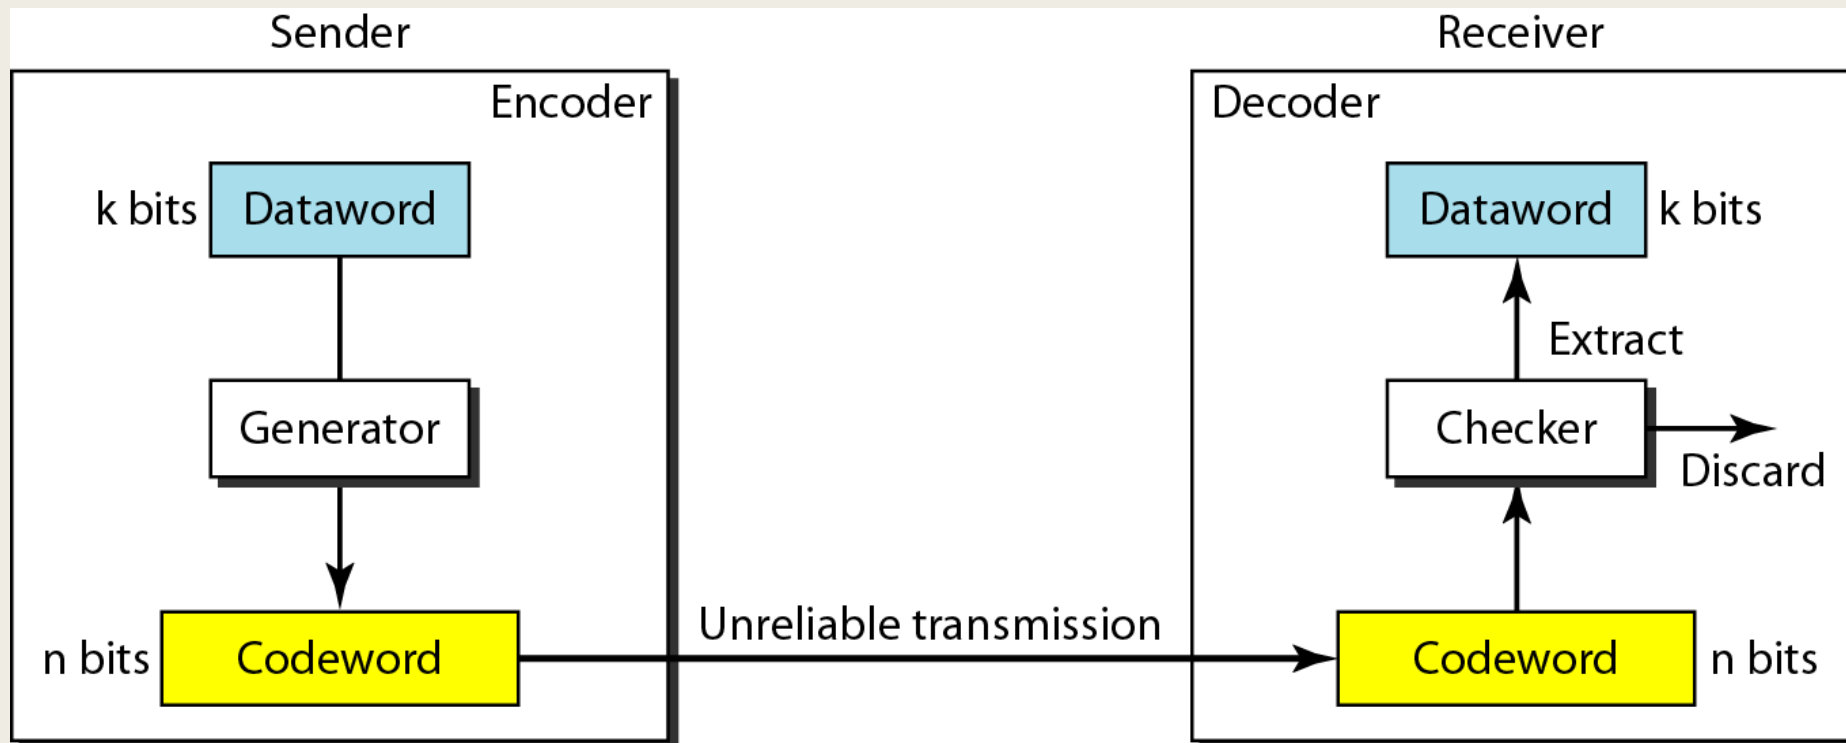 Sender
Receiver
Encoder
Decoder
k bits
Dataword
Dataword
k bits
Extract
Generator
Checker
Discard
Unreliable transmission
n bits
Codeword
Codeword
n bits